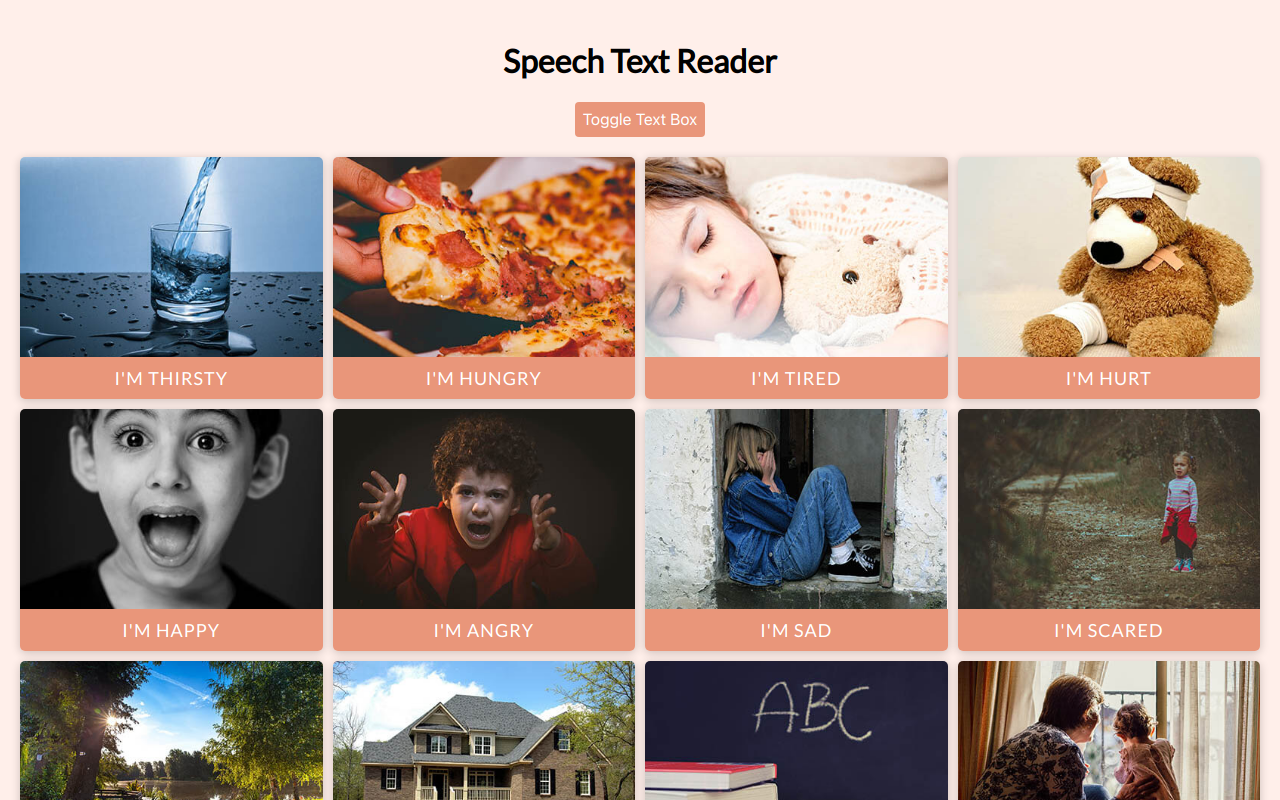 Speech Text Reader
Toggle Text Box
I'M THIRSTY
I'M HUNGRY
I'M TIRED
I'M HURT
I'M HAPPY
I'M ANGRY
I'M SAD
I'M SCARED
ABC